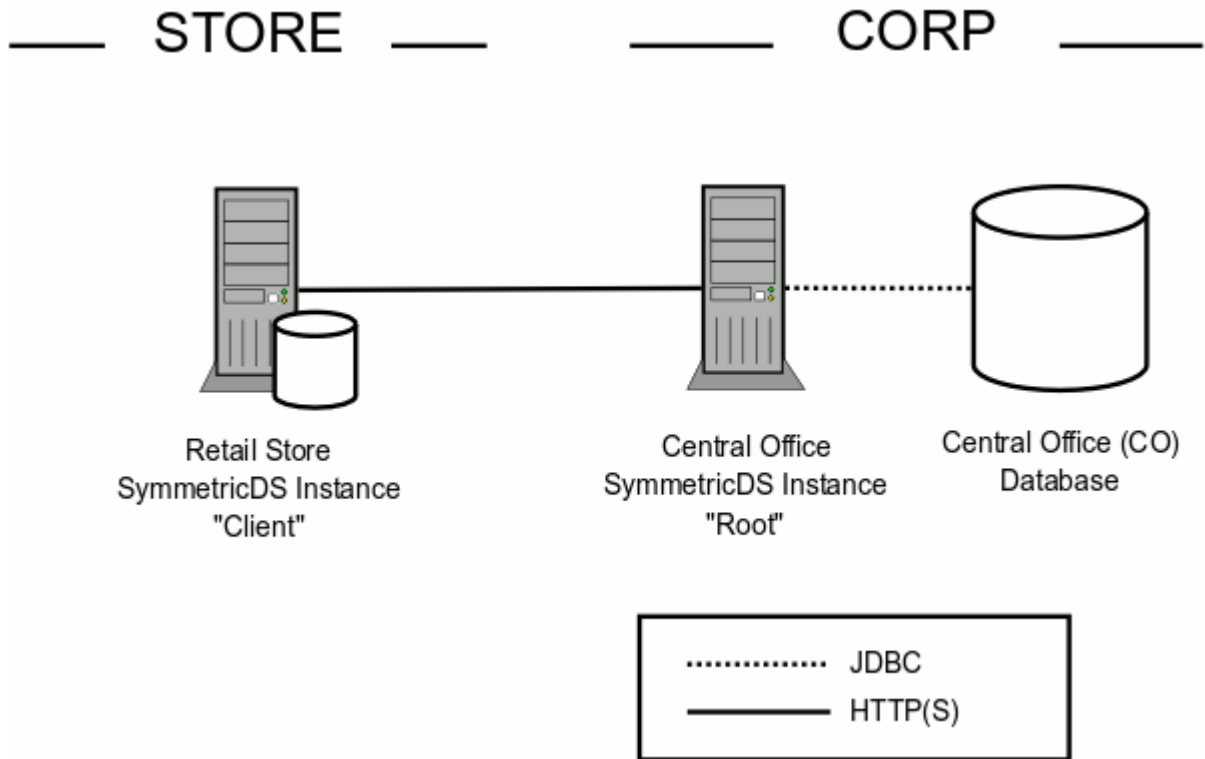 STORE
CORP
Retail Store
SymmetricDS Instance
"Client"
Central Office
SymmetricDS Instance
"Root"
Central Office (CO)
Database
JDBC
HTTP(S)